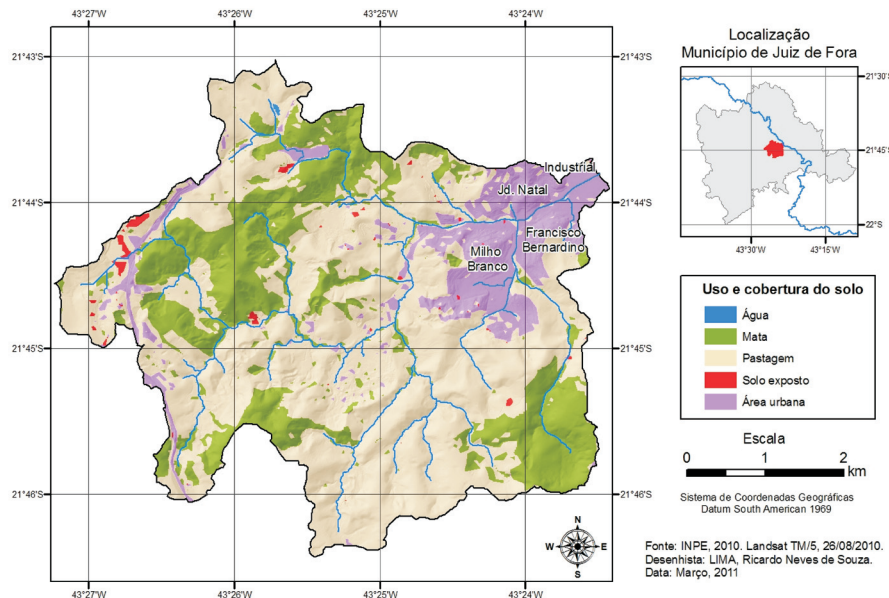 43°27'W
43°26'W
43°25'W
43°24'W
21°43'S
21°44'S
21°45'S
21°46'S
21°43'S
21°44'S
21°45'S
21°46'S
Industrial
Jd. Natal
Francisco
Bernardino
Milho
Branco
43°27'W
43°26'W
43°25'W
43°24'W
N
W
E
S
Localização
Município de Juiz de Fora
21°30'S
21°45'S
22°S
43°30'W
43°15'W
Uso e cobertura do solo
Água
Mata
Pastagem
Solo exposto
Área urbana
Escala
0 1 2
km
Sistema de Coordenadas Geográficas
Datum South American 1969
Fonte: INPE, 2010. Landsat TM/5, 26/08/2010.
Desenhista: LIMA, Ricardo Neves de Souza.
Data: Março, 2011